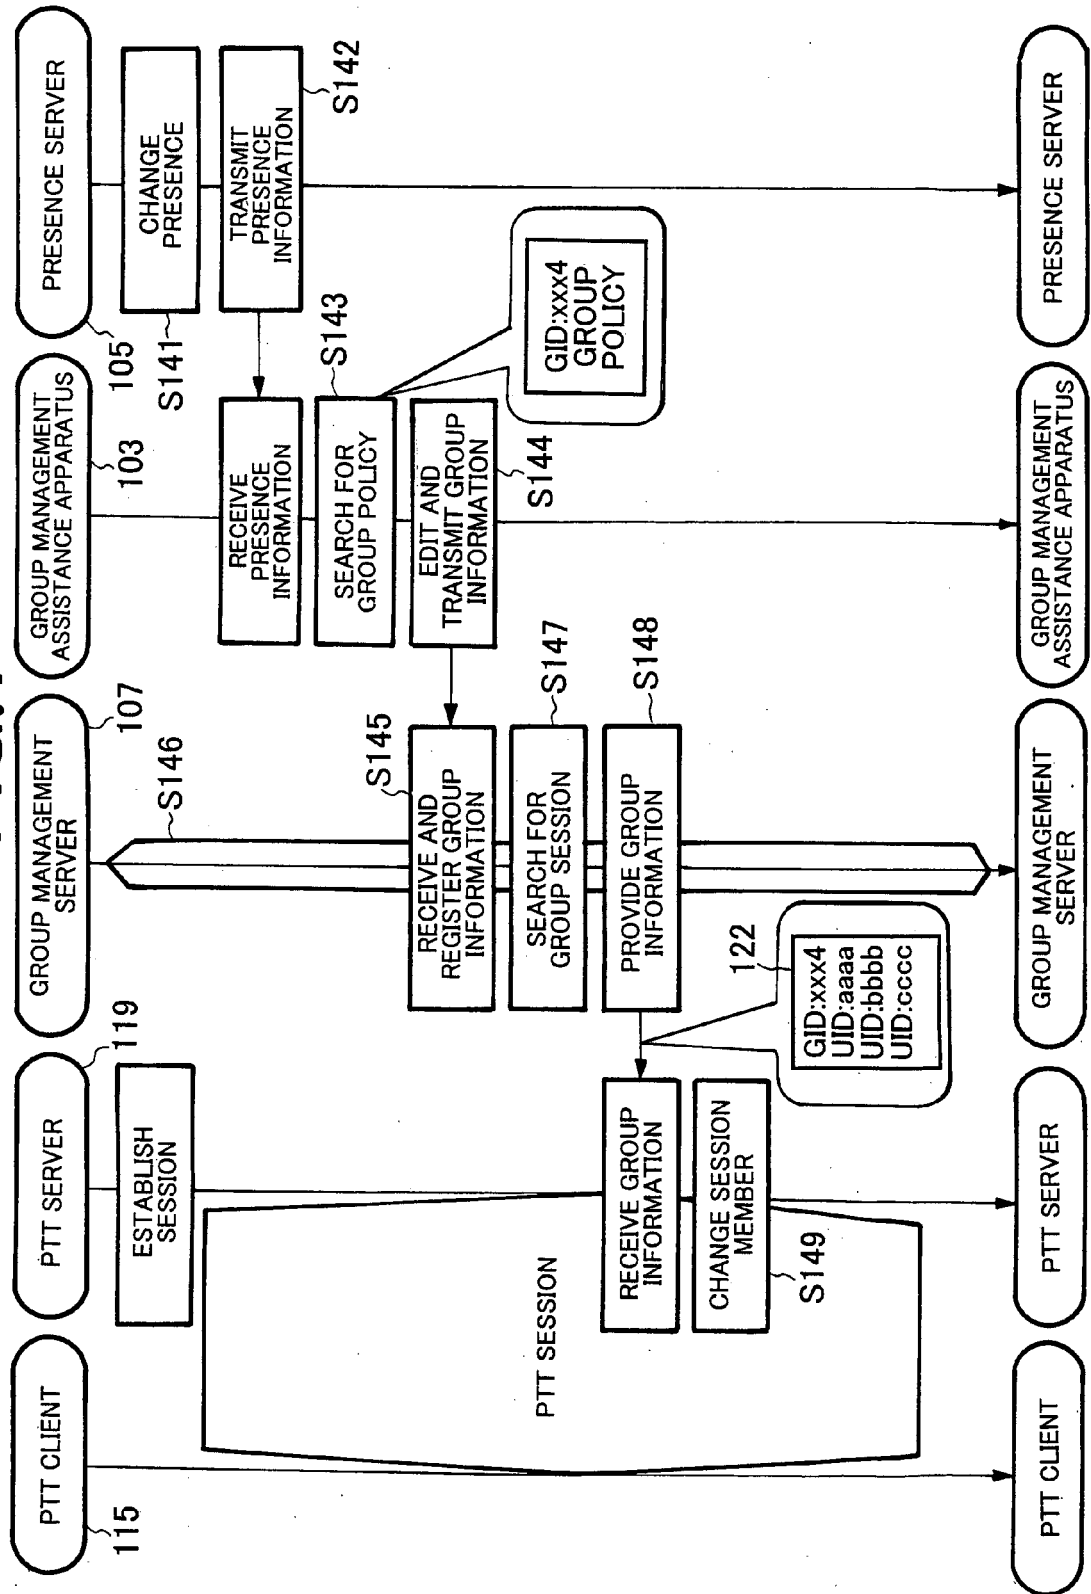 PTT CLIENT
115
PTT SERVER
119
GROUP MANAGEMENT
SERVER
107
GROUP MANAGEMENT
ASSISTANCE APPARATUS
103
PRESENCE SERVER
105
ESTABLISH
SESSION
S146
S141
CHANGE
PRESENCE
RECEIVE
PRESENCE
INFORMATION
TRANSMIT
PRESENCE
INFORMATION
S142
SEARCH FOR
GROUP POLICY
S143
GID:xxx4
GROUP
POLICY
S145
RECEIVE AND
REGISTER GROUP
INFORMATION
EDIT AND
TRANSMIT GROUP
INFORMATION
S144
SEARCH FOR
GROUP SESSION
S147
PTT SESSION
RECEIVE GROUP
INFORMATION
PROVIDE GROUP
INFORMATION
S148
CHANGE SESSION
MEMBER
S149
122
GID:xxx4
UID:aaaa
UID:bbbb
UID:cccc
PTT CLIENT
PTT SERVER
GROUP MANAGEMENT
SERVER
GROUP MANAGEMENT
ASSISTANCE APPARATUS
PRESENCE SERVER